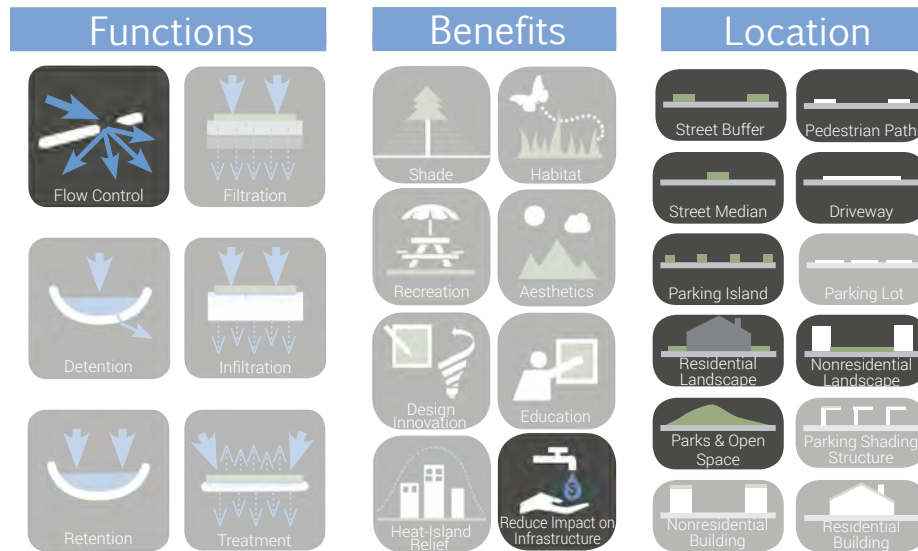 Functions
Benefits
Location
Flow Control
Filtration
Detention
Infiltration
Retention
Treatment
Shade
Habitat
Recreation
Aesthetics
Design
Innovation
Education
Heat-Island
Relief
Reduce Impact on
Infrastructure
$
Street Buffer
Pedestrian Path
Street Median
Driveway
Parking Island
Parking Lot
Residential
Landscape
Nonresidential
Landscape
Parks & Open
Space
Parking Shading
Structure
Nonresidential
Building
Residential
Building